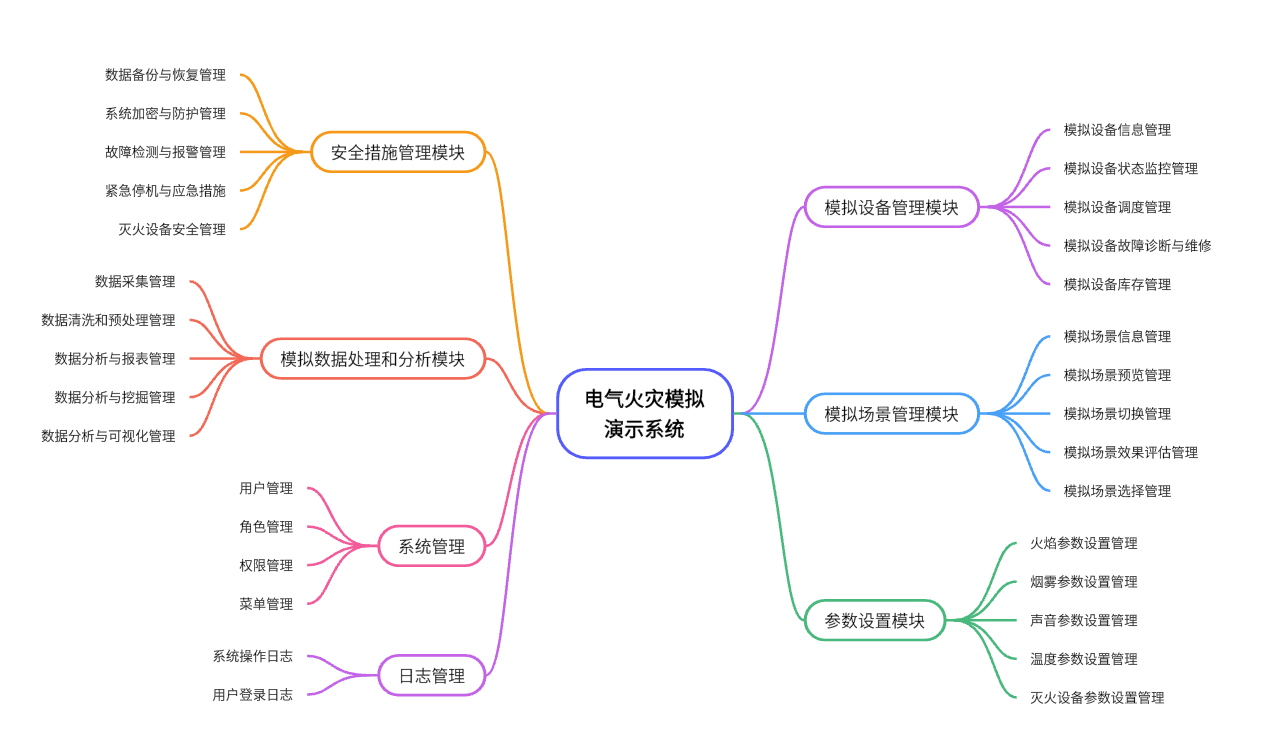 电气火灾模拟
演示系统
安全措施管理模块
数据备份与恢复管理
系统加密与防护管理
故障检测与报警管理
紧急停机与应急措施
灭火设备安全管理
模拟数据处理和分析模块
数据采集管理
数据清洗和预处理管理
数据分析与报表管理
数据分析与挖掘管理
数据分析与可视化管理
系统管理
用户管理
角色管理
权限管理
菜单管理
日志管理
系统操作日志
用户登录日志
模拟设备管理模块
模拟设备信息管理
模拟设备状态监控管理
模拟设备调度管理
模拟设备故障诊断与维修
模拟设备库存管理
模拟场景管理模块
模拟场景信息管理
模拟场景预览管理
模拟场景切换管理
模拟场景效果评估管理
模拟场景选择管理
参数设置模块
火焰参数设置管理
烟雾参数设置管理
声音参数设置管理
温度参数设置管理
灭火设备参数设置管理